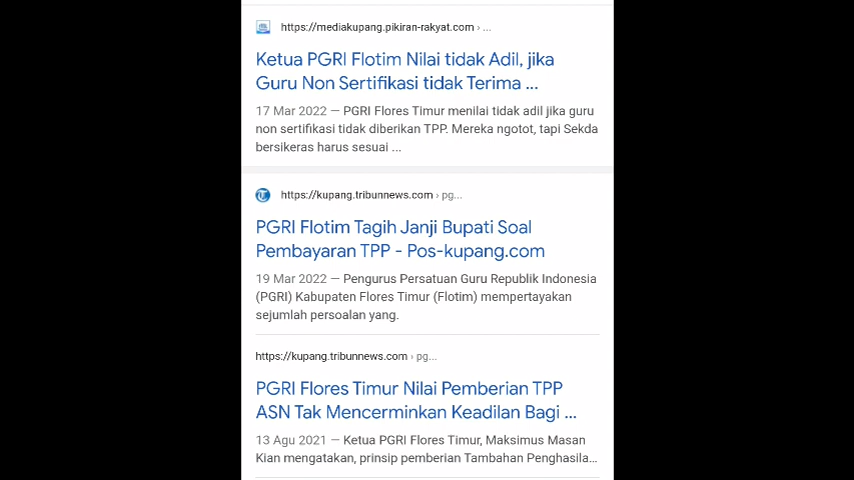 https://mediakupang.pikiran-rakyat.com › ...
Ketua PGRI Flotim Nilai tidak Adil, jika
Guru Non Sertifikasi tidak Terima ...
17 Mar 2022 — PGRI Flores Timur menilai tidak adil jika guru
non sertifikasi tidak diberikan TPP. Mereka ngotot, tapi Sekda
bersikeras harus sesuai ...
https://kupang.tribunnews.com › pg...
PGRI Flotim Tagih Janji Bupati Soal
Pembayaran TPP - Pos-kupang.com
19 Mar 2022 — Pengurus Persatuan Guru Republik Indonesia
(PGRI) Kabupaten Flores Timur (Flotim) mempertayakan
sejumlah persoalan yang.
https://kupang.tribunnews.com › pg...
PGRI Flores Timur Nilai Pemberian TPP
ASN Tak Mencerminkan Keadilan Bagi ...
13 Agu 2021 — Ketua PGRI Flores Timur, Maksimus Masan
Kian mengatakan, prinsip pemberian Tambahan Penghasila...